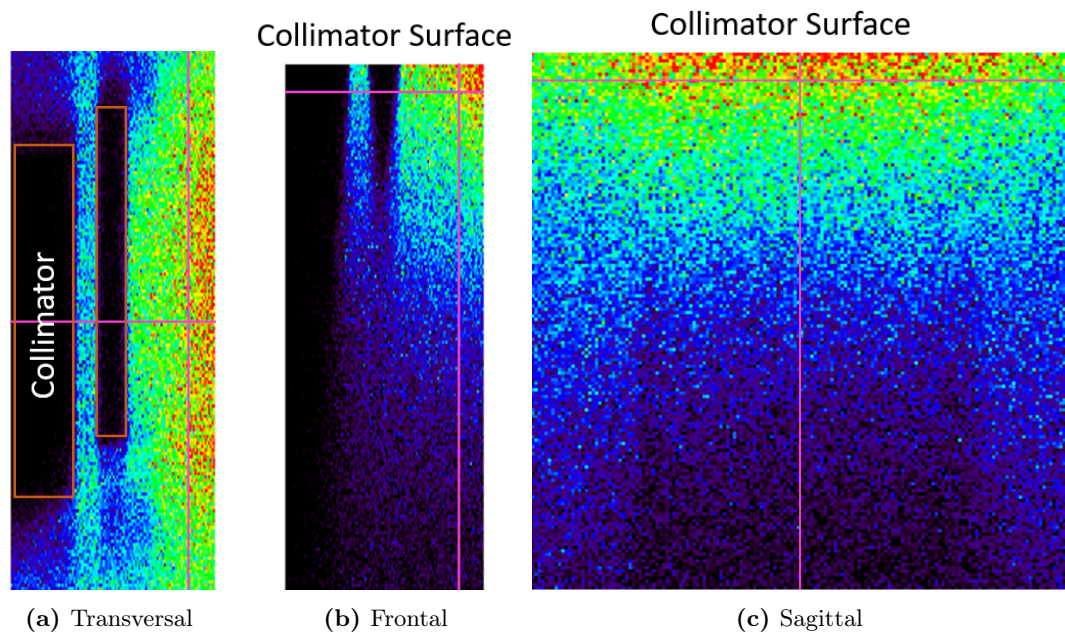 Collimator Surface
Collimator Surface
Collimator
(a) Transversal
(b) Frontal
(c) Sagittal